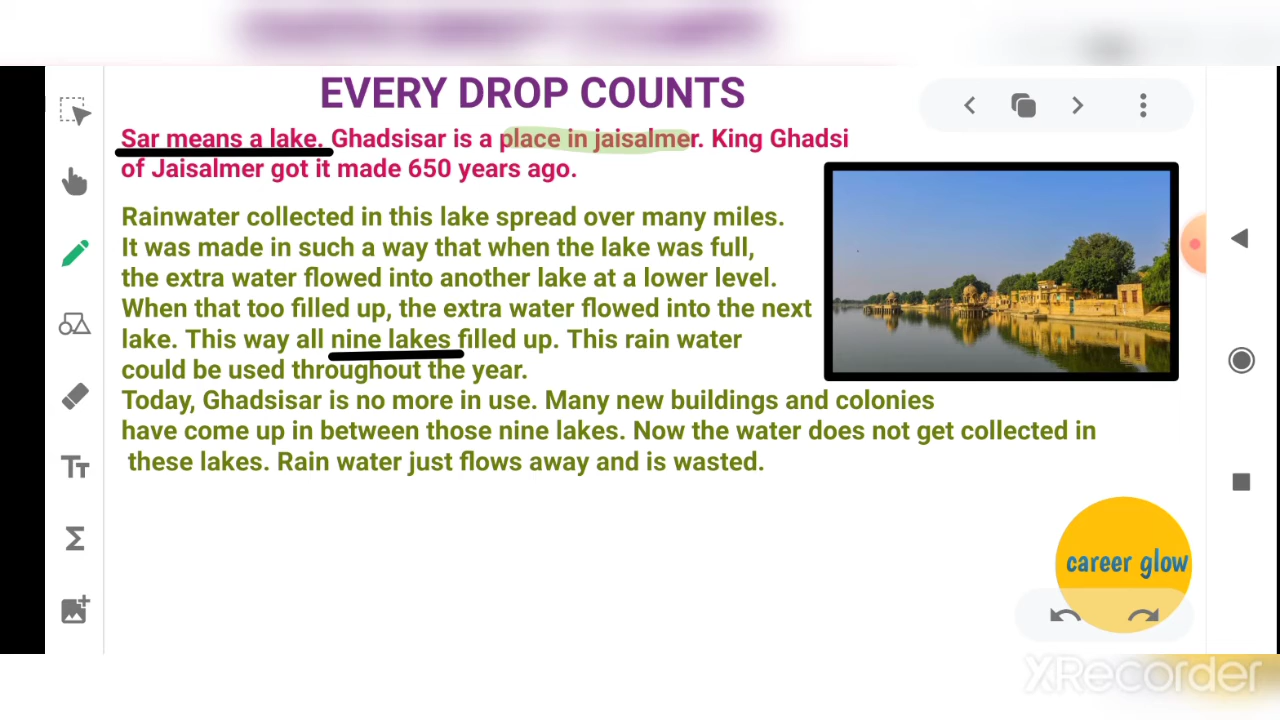 EVERY DROP COUNTS
Sar means a lake. Ghadsisar is a place in jaisalmer. King Ghadsi
of Jaisalmer got it made 650 years ago.
Rainwater collected in this lake spread over many miles.
It was made in such a way that when the lake was full,
the extra water flowed into another lake at a lower level.
When that too filled up, the extra water flowed into the next
lake. This way all nine lakes filled up. This rain water
could be used throughout the year.
Today, Ghadsisar is no more in use. Many new buildings and colonies
have come up in between those nine lakes. Now the water does not get collected in
these lakes. Rain water just flows away and is wasted.
career glow
XRecorder